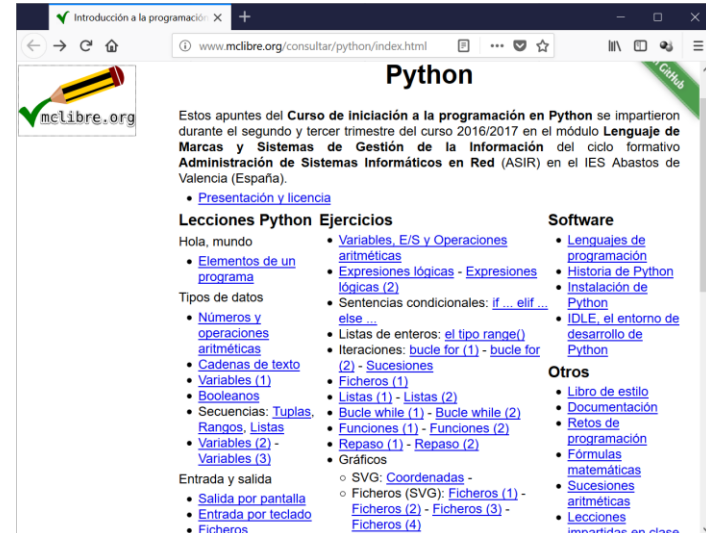 Introducción a la programación
www.mclibre.org/consultar/python/index.html
mclibre.org
GitHub
Python
Estos apuntes del Curso de iniciación a la programación en Python se impartieron
durante el segundo y tercer trimestre del curso 2016/2017 en el módulo Lenguaje de
Marcas y Sistemas de Gestión de la Información del ciclo formativo
Administración de Sistemas Informáticos en Red (ASIR) en el IES Abastos de
Valencia (España).
Presentación y licencia
Lecciones Python
Hola, mundo
Elementos de un
programa
Tipos de datos
Números y
operaciones
aritméticas
Cadenas de texto
Variables (1)
Booleanos
Secuencias: Tuplas,
Rangos, Listas
Variables (2) -
Variables (3)
Entrada y salida
Salida por pantalla
Entrada por teclado
Ficheros
Ejercicios
Variables, E/S y Operaciones
aritméticas
Expresiones lógicas - Expresiones
lógicas (2)
Sentencias condicionales: if ... elif ...
else ...
Listas de enteros: el tipo range()
Iteraciones: bucle for (1) - bucle for
(2) - Sucesiones
Ficheros (1)
Listas (1) - Listas (2)
Bucle while (1) - Bucle while (2)
Funciones (1) - Funciones (2)
Repaso (1) - Repaso (2)
Gráficos
SVG: Coordenadas -
Ficheros (SVG): Ficheros (1) -
Ficheros (2) - Ficheros (3) -
Ficheros (4)
Software
Lenguajes de
programación
Historia de Python
Instalación de
Python
IDLE, el entorno de
desarrollo de
Python
Otros
Libro de estilo
Documentación
Retos de
programación
Fórmulas
matemáticas
Sucesiones
aritméticas
Lecciones
impartidas en clase